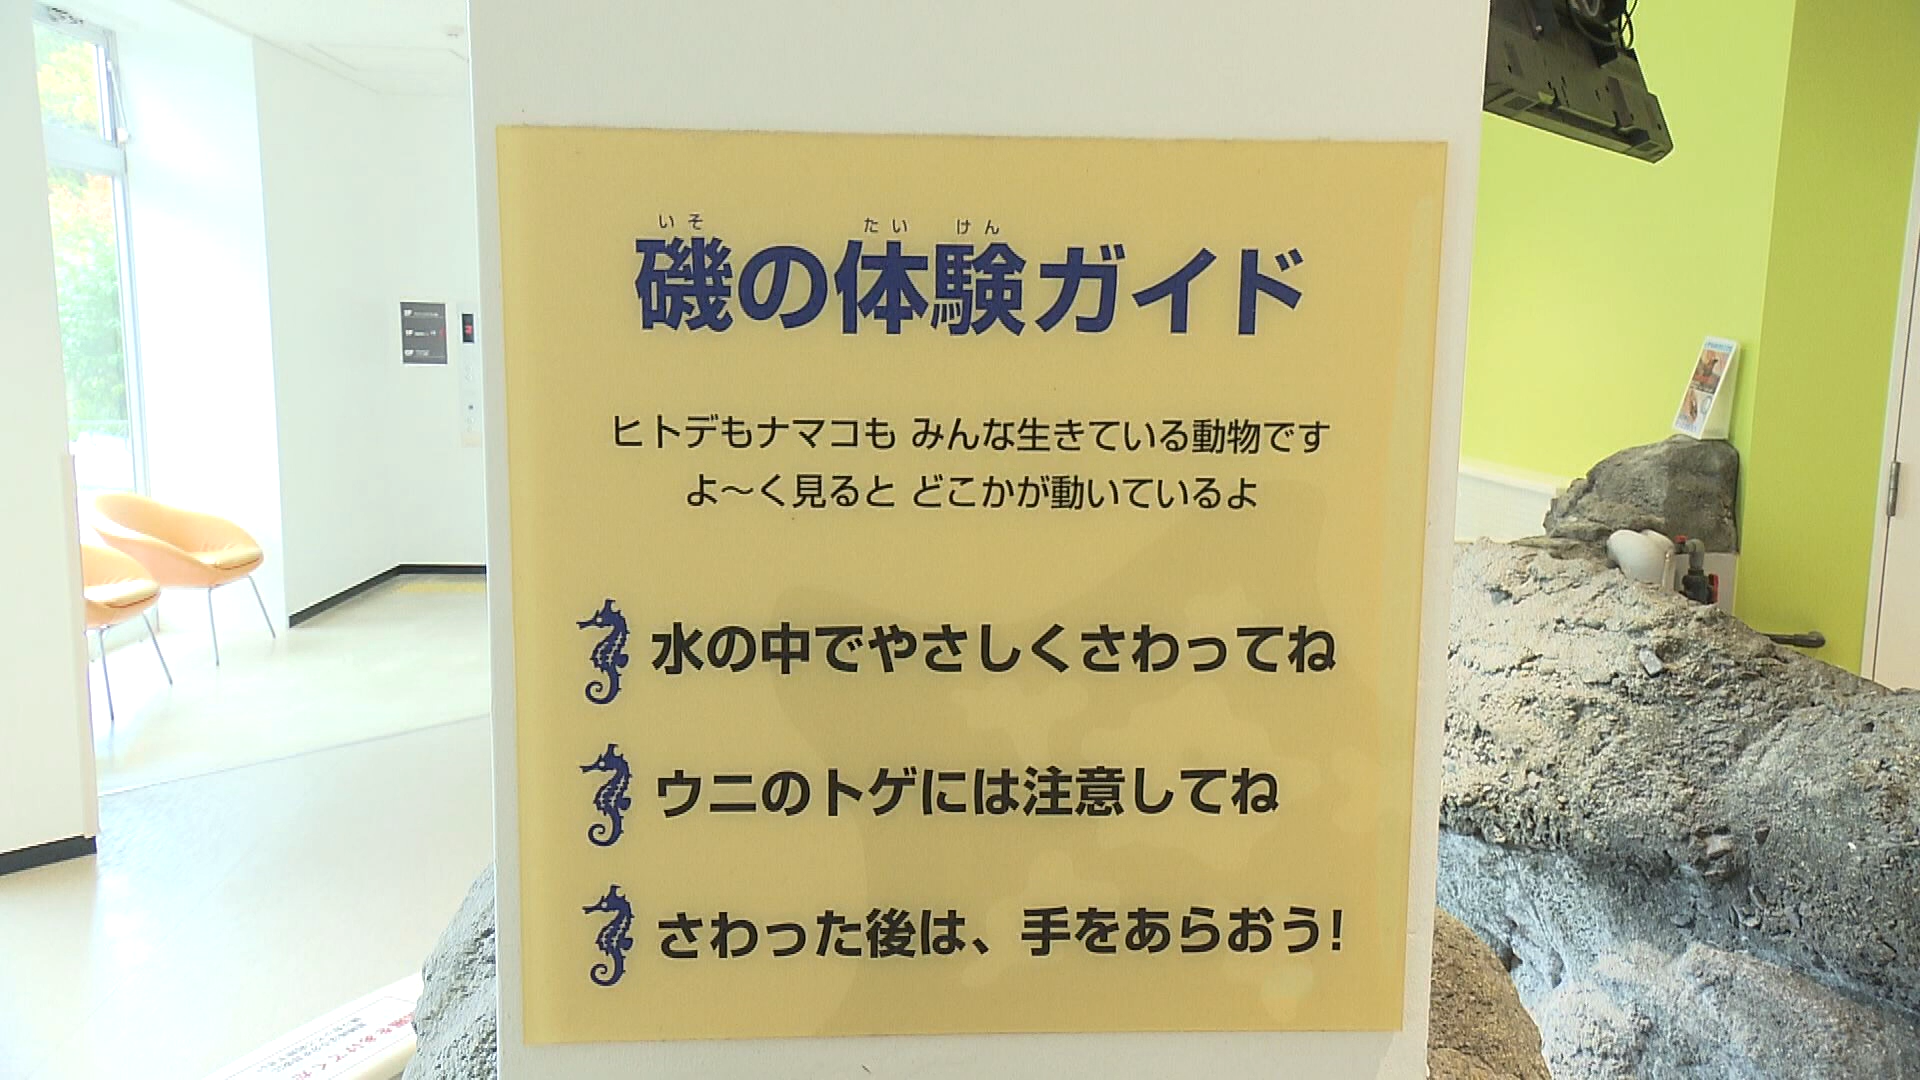 いそ たいけん
磯の体験ガイド
ヒトデもナマコも みんな生きている動物です
よ～く見ると どこかが動いているよ
水の中でやさしくさわってね
ウニのトゲには注意してね
さわった後は、手をあらおう!